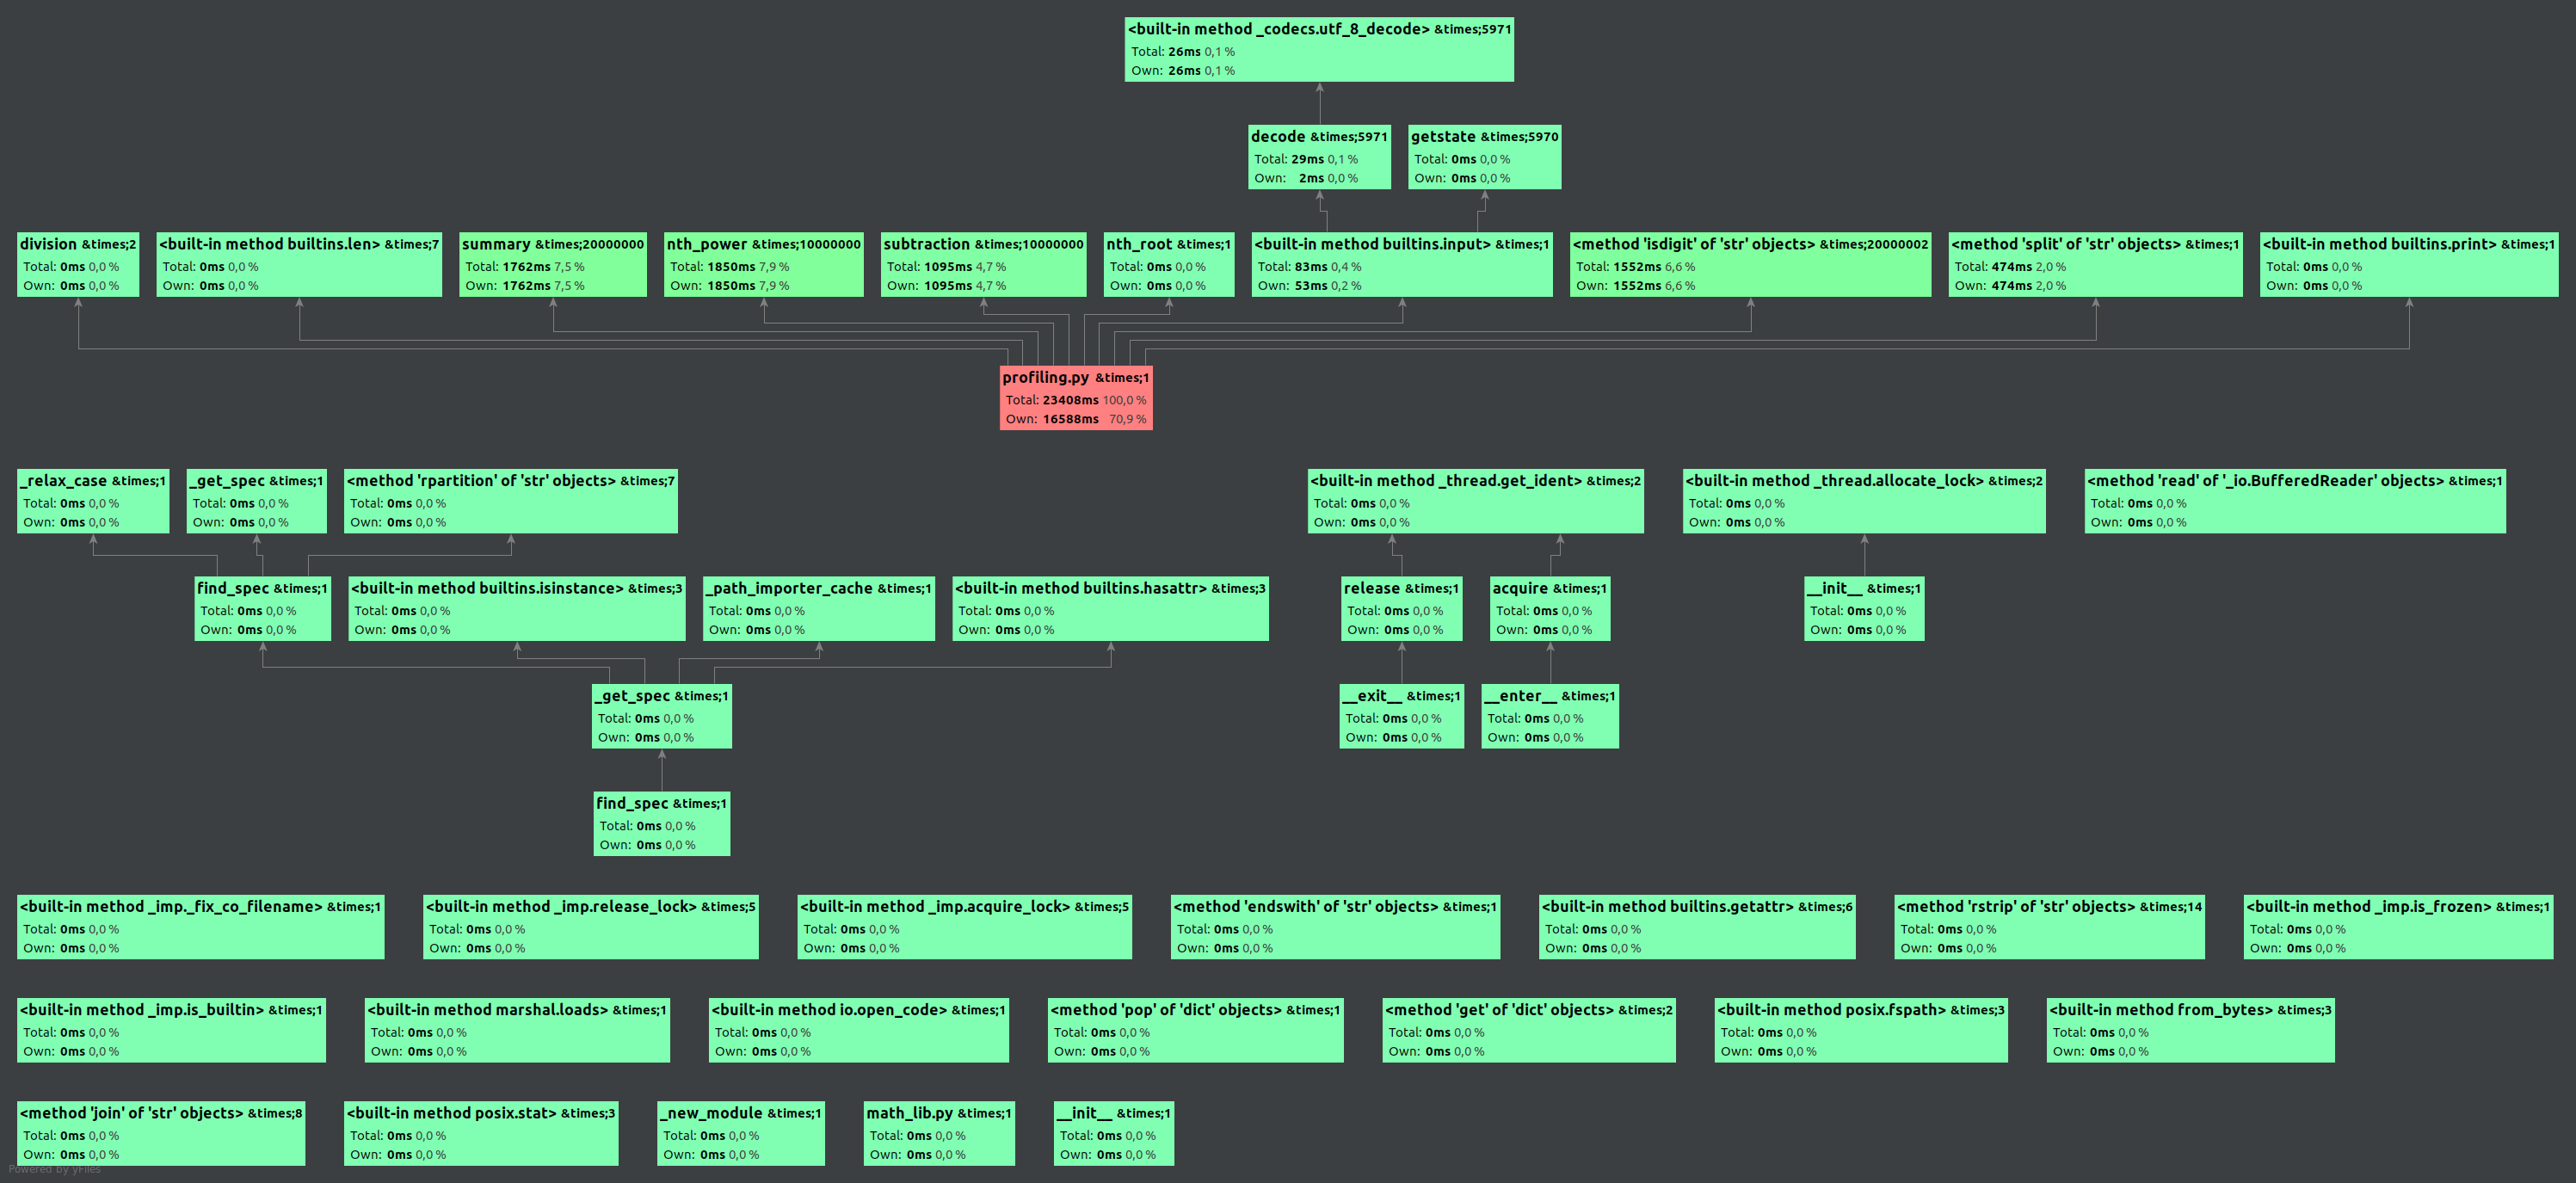 <built-in method _codecs.utf_8_decode> &times;5971
Total: 26ms 0,1 %
Own: 26ms 0,1 %
decode &times;5971
Total: 29ms 0,1 %
Own: 2ms 0,0 %
getstate &times;5970
Total: 0ms 0,0 %
Own: 0ms 0,0 %
division &times;2
Total: 0ms 0,0 %
Own: 0ms 0,0 %
<built-in method builtins.len> &times;7
Total: 0ms 0,0 %
Own: 0ms 0,0 %
summary &times;20000000
Total: 1762ms 7,5 %
Own: 1762ms 7,5 %
nth_power &times;10000000
Total: 1850ms 7,9 %
Own: 1850ms 7,9 %
subtraction &times;10000000
Total: 1095ms 4,7 %
Own: 1095ms 4,7 %
nth_root &times;1
Total: 0ms 0,0 %
Own: 0ms 0,0 %
<built-in method builtins.input> &times;1
Total: 83ms 0,4 %
Own: 53ms 0,2 %
<method 'isdigit' of 'str' objects> &times;20000002
Total: 1552ms 6,6 %
Own: 1552ms 6,6 %
<method 'split' of 'str' objects> &times;1
Total: 474ms 2,0 %
Own: 474ms 2,0 %
<built-in method builtins.print> &times;1
Total: 0ms 0,0 %
Own: 0ms 0,0 %
profiling.py &times;1
Total: 23408ms 100,0 %
Own: 16588ms 70,9 %
_relax_case &times;1
Total: 0ms 0,0 %
Own: 0ms 0,0 %
_get_spec &times;1
Total: 0ms 0,0 %
Own: 0ms 0,0 %
<method 'rpartition' of 'str' objects> &times;7
Total: 0ms 0,0 %
Own: 0ms 0,0 %
<built-in method _thread.get_ident> &times;2
Total: 0ms 0,0 %
Own: 0ms 0,0 %
<built-in method _thread.allocate_lock> &times;2
Total: 0ms 0,0 %
Own: 0ms 0,0 %
<method 'read' of '_io.BufferedReader' objects> &times;1
Total: 0ms 0,0 %
Own: 0ms 0,0 %
find_spec &times;1
Total: 0ms 0,0 %
Own: 0ms 0,0 %
<built-in method builtins.isinstance> &times;3
Total: 0ms 0,0 %
Own: 0ms 0,0 %
_path_importer_cache &times;1
Total: 0ms 0,0 %
Own: 0ms 0,0 %
<built-in method builtins.hasattr> &times;3
Total: 0ms 0,0 %
Own: 0ms 0,0 %
release &times;1
Total: 0ms 0,0 %
Own: 0ms 0,0 %
acquire &times;1
Total: 0ms 0,0 %
Own: 0ms 0,0 %
__init__ &times;1
Total: 0ms 0,0 %
Own: 0ms 0,0 %
_get_spec &times;1
Total: 0ms 0,0 %
Own: 0ms 0,0 %
__exit__ &times;1
Total: 0ms 0,0 %
Own: 0ms 0,0 %
__enter__ &times;1
Total: 0ms 0,0 %
Own: 0ms 0,0 %
find_spec &times;1
Total: 0ms 0,0 %
Own: 0ms 0,0 %
<built-in method _imp._fix_co_filename> &times;1
Total: 0ms 0,0 %
Own: 0ms 0,0 %
<built-in method _imp.release_lock> &times;5
Total: 0ms 0,0 %
Own: 0ms 0,0 %
<built-in method _imp.acquire_lock> &times;5
Total: 0ms 0,0 %
Own: 0ms 0,0 %
<method 'endswith' of 'str' objects> &times;1
Total: 0ms 0,0 %
Own: 0ms 0,0 %
<built-in method builtins.getattr> &times;6
Total: 0ms 0,0 %
Own: 0ms 0,0 %
<method 'rstrip' of 'str' objects> &times;14
Total: 0ms 0,0 %
Own: 0ms 0,0 %
<built-in method _imp.is_frozen> &times;1
Total: 0ms 0,0 %
Own: 0ms 0,0 %
<built-in method _imp.is_builtin> &times;1
Total: 0ms 0,0 %
Own: 0ms 0,0 %
<built-in method marshal.loads> &times;1
Total: 0ms 0,0 %
Own: 0ms 0,0 %
<built-in method io.open_code> &times;1
Total: 0ms 0,0 %
Own: 0ms 0,0 %
<method 'pop' of 'dict' objects> &times;1
Total: 0ms 0,0 %
Own: 0ms 0,0 %
<method 'get' of 'dict' objects> &times;2
Total: 0ms 0,0 %
Own: 0ms 0,0 %
<built-in method posix.fspath> &times;3
Total: 0ms 0,0 %
Own: 0ms 0,0 %
<built-in method from_bytes> &times;3
Total: 0ms 0,0 %
Own: 0ms 0,0 %
<method 'join' of 'str' objects> &times;8
Total: 0ms 0,0 %
Own: 0ms 0,0 %
<built-in method posix.stat> &times;3
Total: 0ms 0,0 %
Own: 0ms 0,0 %
_new_module &times;1
Total: 0ms 0,0 %
Own: 0ms 0,0 %
math_lib.py &times;1
Total: 0ms 0,0 %
Own: 0ms 0,0 %
__init__ &times;1
Total: 0ms 0,0 %
Own: 0ms 0,0 %
Powered by yFiles